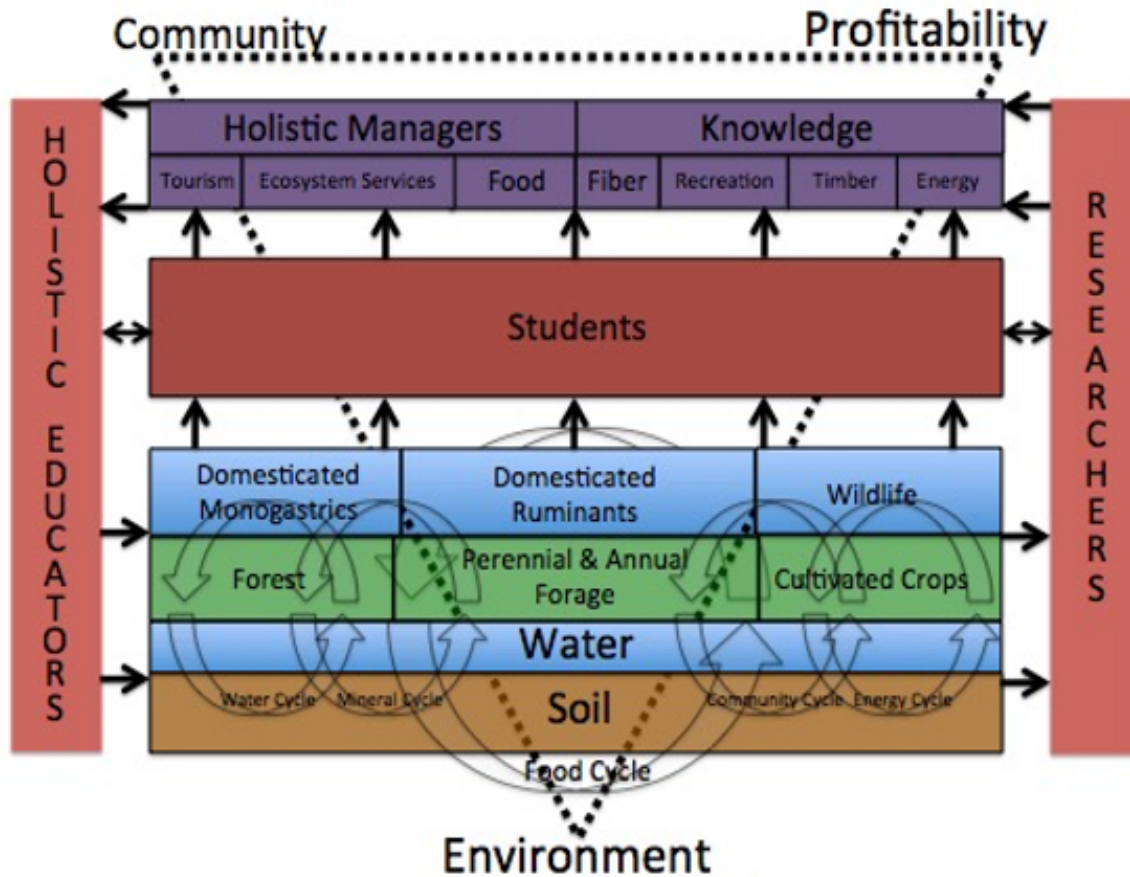 Community
Profitability
HOLISTIC EDUCATORS
Holistic Managers
Knowledge
Tourism
Ecosystem Services
Food
Fiber
Recreation
Timber
Energy
RESEARCHERS
Students
Domesticated
Monogastrics
Domesticated
Ruminants
Wildlife
Forest
Perennial & Annual
Forage
Cultivated Crops
Water
Water Cycle
Mineral Cycle
Soil
Community Cycle
Energy Cycle
Food Cycle
Environment